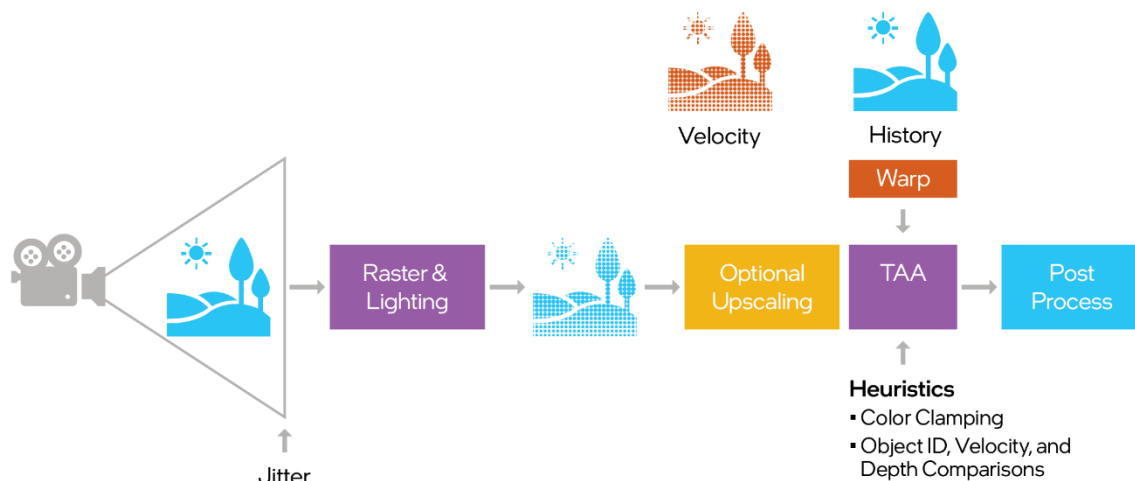 Velocity
History
Warp
Raster &
Lighting
Optional
Upscaling
TAA
Post
Process
Heuristics
▪ Color Clamping
▪ Object ID, Velocity, and
Depth Comparisons
Jitter